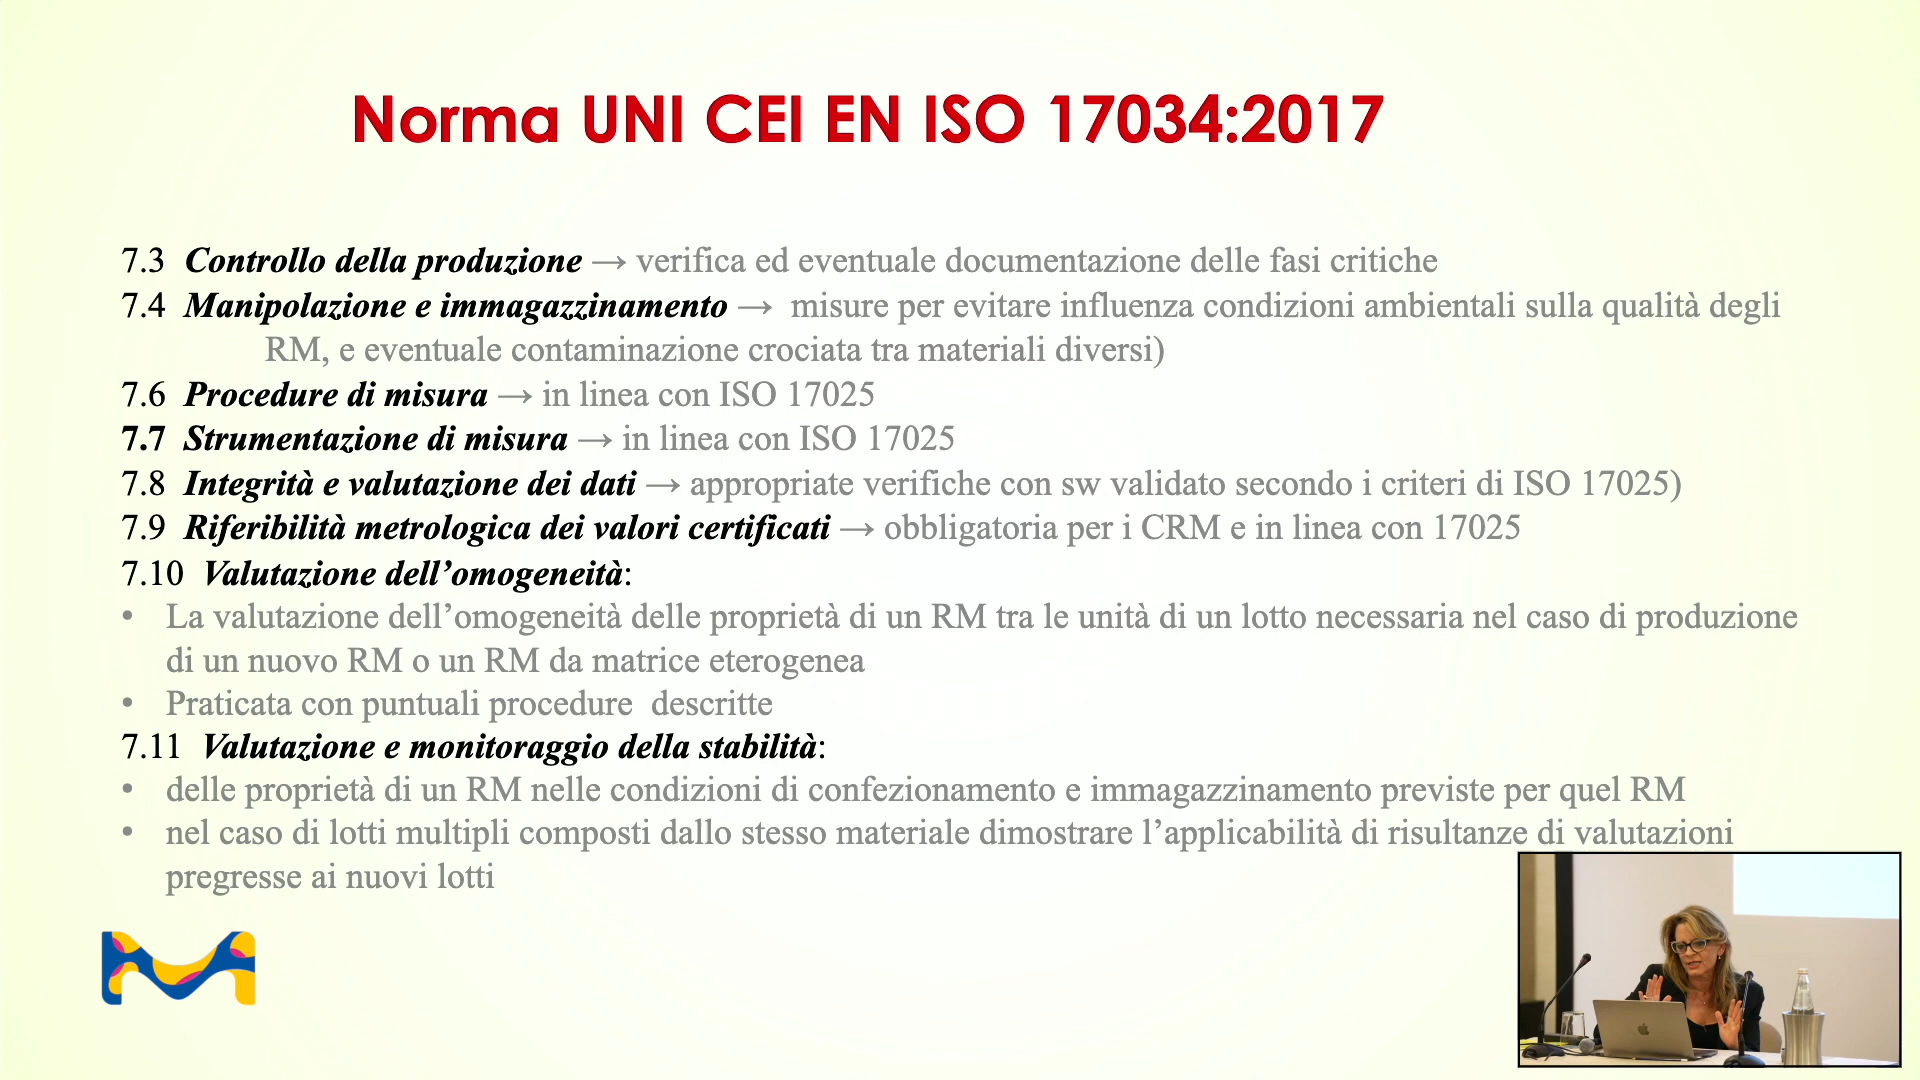 Norma UNI CEI EN ISO 17034:2017
7.3 Controllo della produzione → verifica ed eventuale documentazione delle fasi critiche
7.4 Manipolazione e immagazzinamento → misure per evitare influenza condizioni ambientali sulla qualità degli
RM, e eventuale contaminazione crociata tra materiali diversi)
7.6 Procedure di misura → in linea con ISO 17025
7.7 Strumentazione di misura → in linea con ISO 17025
7.8 Integrità e valutazione dei dati → appropriate verifiche con sw validato secondo i criteri di ISO 17025)
7.9 Riferibilità metrologica dei valori certificati → obbligatoria per i CRM e in linea con 17025
7.10 Valutazione dell’omogeneità:
• La valutazione dell’omogeneità delle proprietà di un RM tra le unità di un lotto necessaria nel caso di produzione
di un nuovo RM o un RM da matrice eterogenea
• Praticata con puntuali procedure descritte
7.11 Valutazione e monitoraggio della stabilità:
• delle proprietà di un RM nelle condizioni di confezionamento e immagazzinamento previste per quel RM
• nel caso di lotti multipli composti dallo stesso materiale dimostrare l’applicabilità di risultanze di valutazioni
pregresse ai nuovi lotti